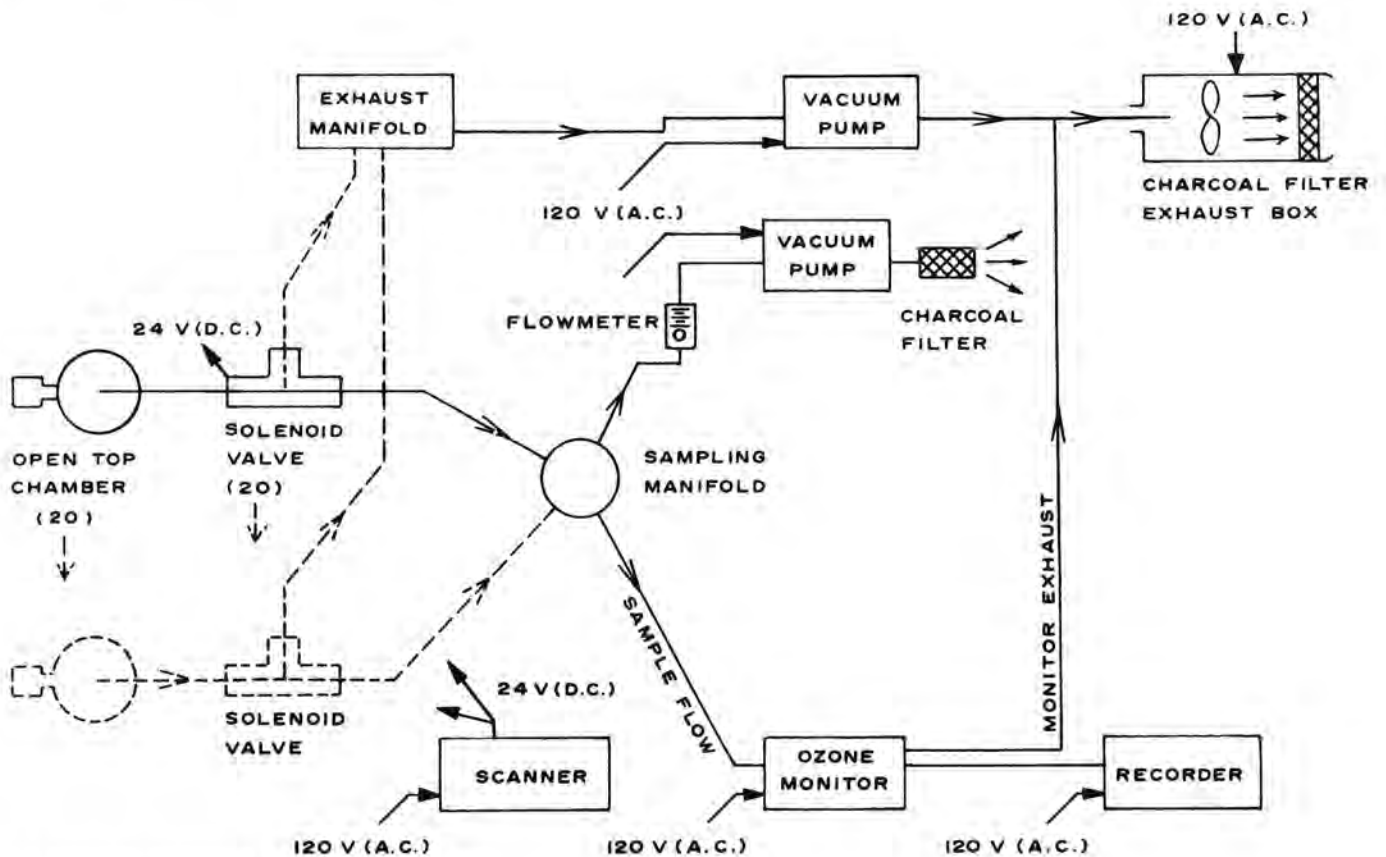 120 V (A.C.)
EXHAUST
MANIFOLD
VACUUM
PUMP
CHARCOAL FILTER
EXHAUST BOX
120 V (A.C.)
VACUUM
PUMP
24 V (D.C.)
FLOWMETER
CHARCOAL
FILTER
SOLENOID
VALVE
(20)
OPEN TOP
CHAMBER
(20)
SAMPLING
MANIFOLD
MONITOR EXHAUST
SAMPLE FLOW
24 V (D.C.)
SOLENOID
VALVE
SCANNER
OZONE
MONITOR
RECORDER
120 V (A.C.)
120 V (A.C.)
120 V (A.C.)